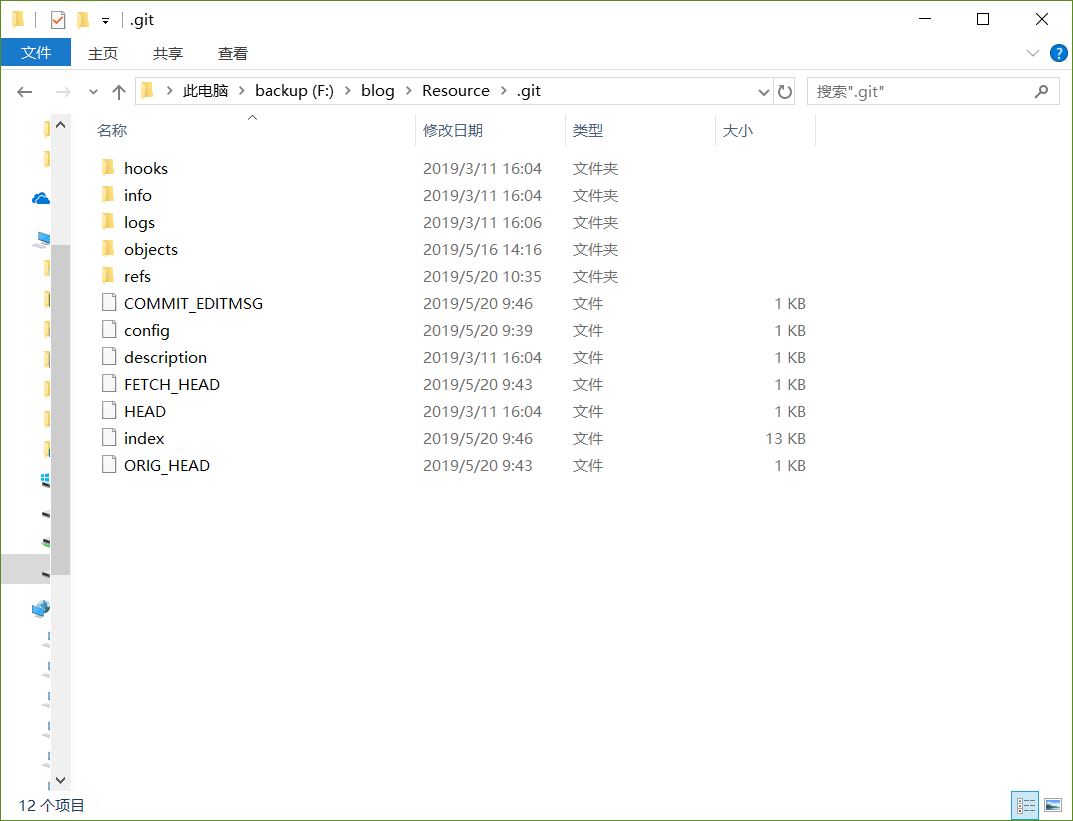 .git
文件 主页 共享 查看
此电脑 backup (F:) blog Resource .git 搜索".git"
名称 修改日期 类型 大小
hooks 2019/3/11 16:04 文件夹
info 2019/3/11 16:04 文件夹
logs 2019/3/11 16:06 文件夹
objects 2019/5/16 14:16 文件夹
refs 2019/5/20 10:35 文件夹
COMMIT_EDITMSG 2019/5/20 9:46 文件 1 KB
config 2019/5/20 9:39 文件 1 KB
description 2019/3/11 16:04 文件 1 KB
FETCH_HEAD 2019/5/20 9:43 文件 1 KB
HEAD 2019/3/11 16:04 文件 1 KB
index 2019/5/20 9:46 文件 13 KB
ORIG_HEAD 2019/5/20 9:43 文件 1 KB
12 个项目